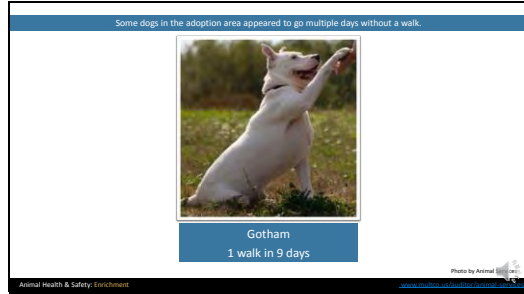 Some dogs in the adoption area appeared to go multiple days without a walk.
Gotham
1 walk in 9 days
Photo by Animal Services
Animal Health & Safety: Enrichment
www.multco.us/auditor/animal-services